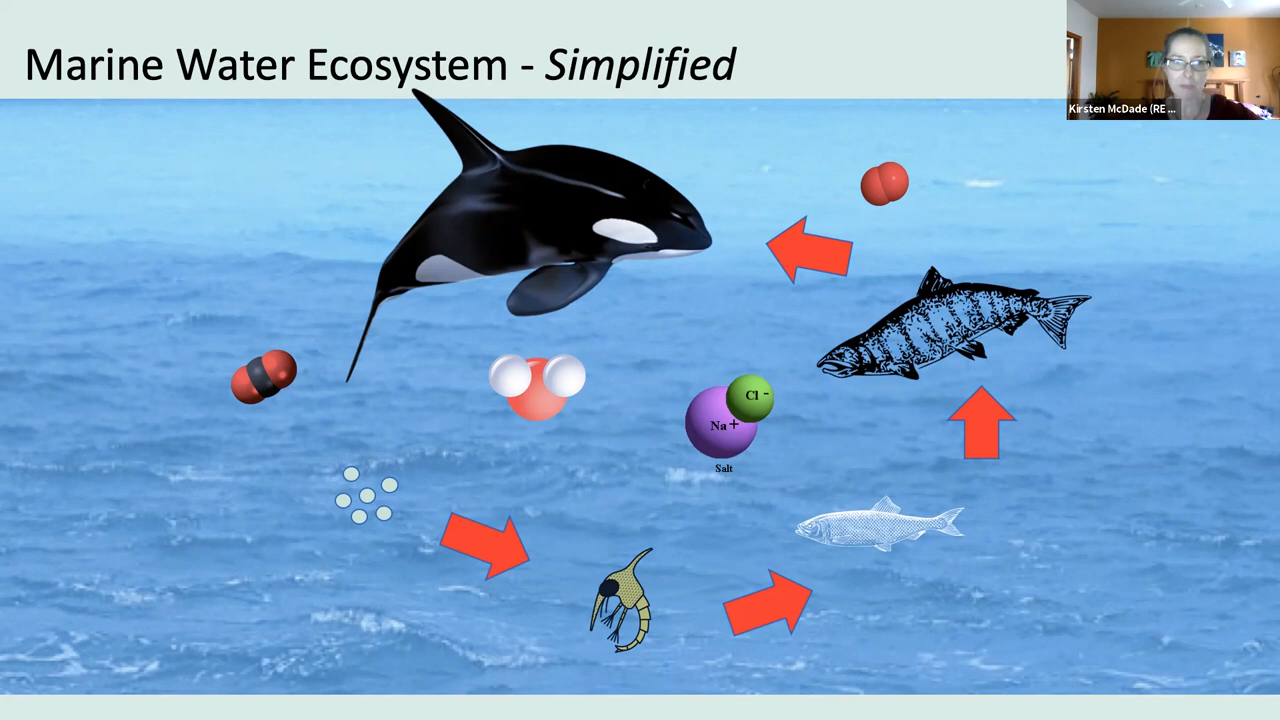 Marine Water Ecosystem - Simplified
Kirsten McDade (RE ...
Cl -
Na +
Salt